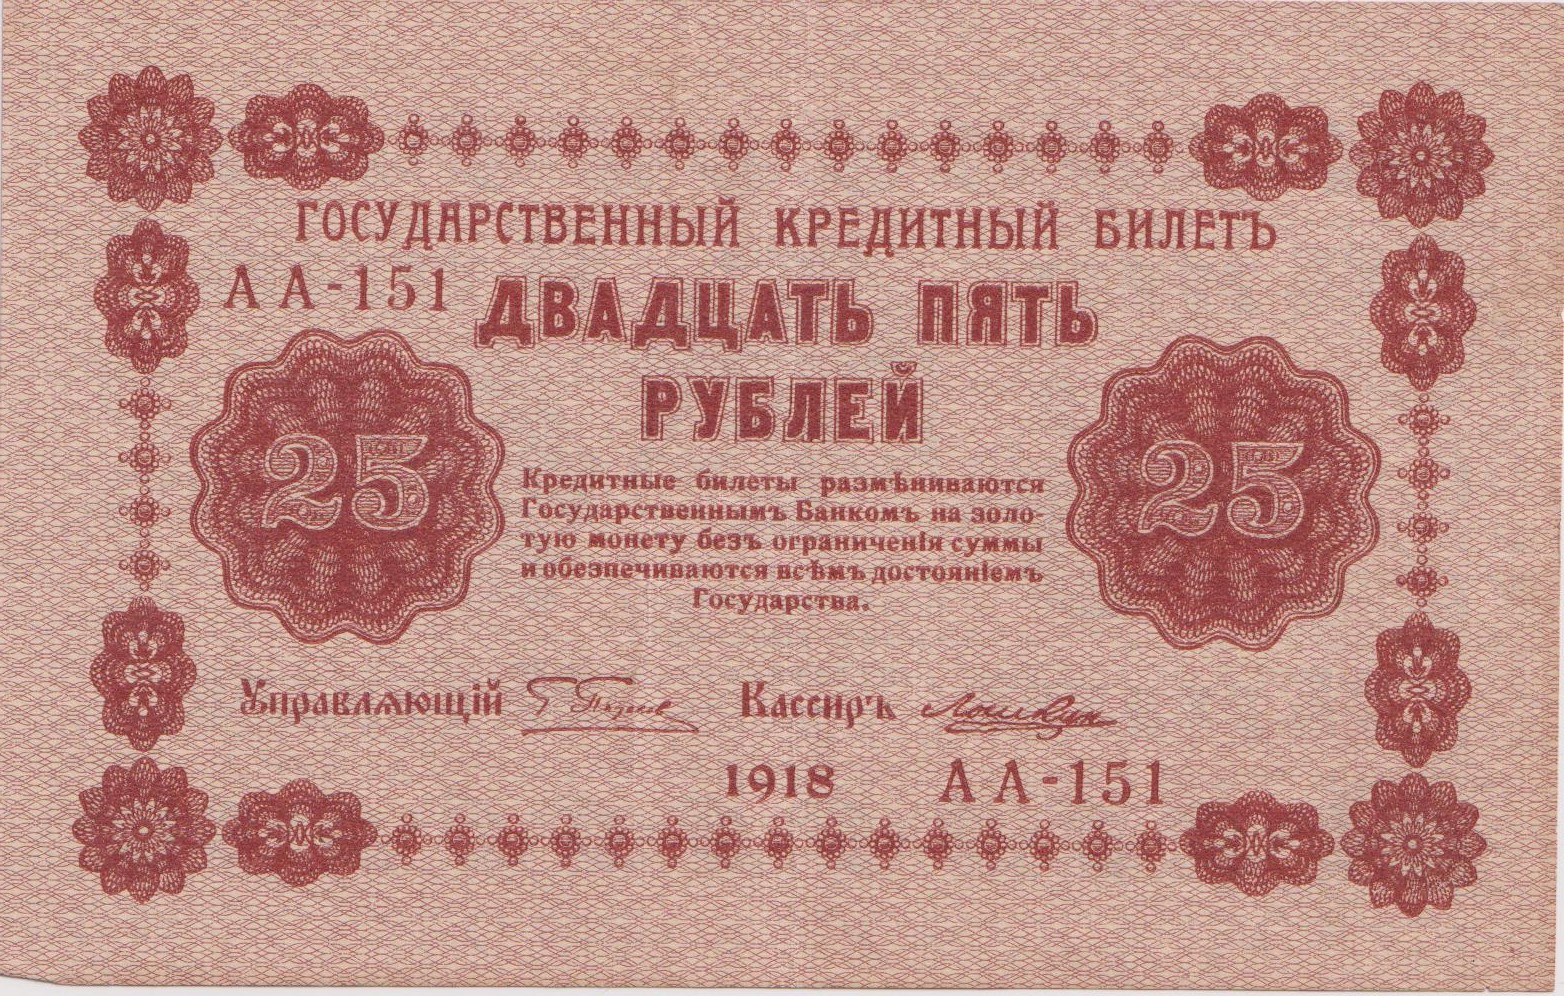 ГОСУДАРСТВЕННЫЙ КРЕДИТНЫЙ БИЛЕТЪ
АА-151
ДВАДЦАТЬ ПЯТЬ
РУБЛЕЙ
25
25
Кредитные билеты размѣниваются
Государственнымъ Банкомъ на золо-
тую монету безъ ограниченія суммы
и обезпечиваются всѣмъ достояніемъ
Государства.
Управляющій
Кассиръ
1918 АА-151